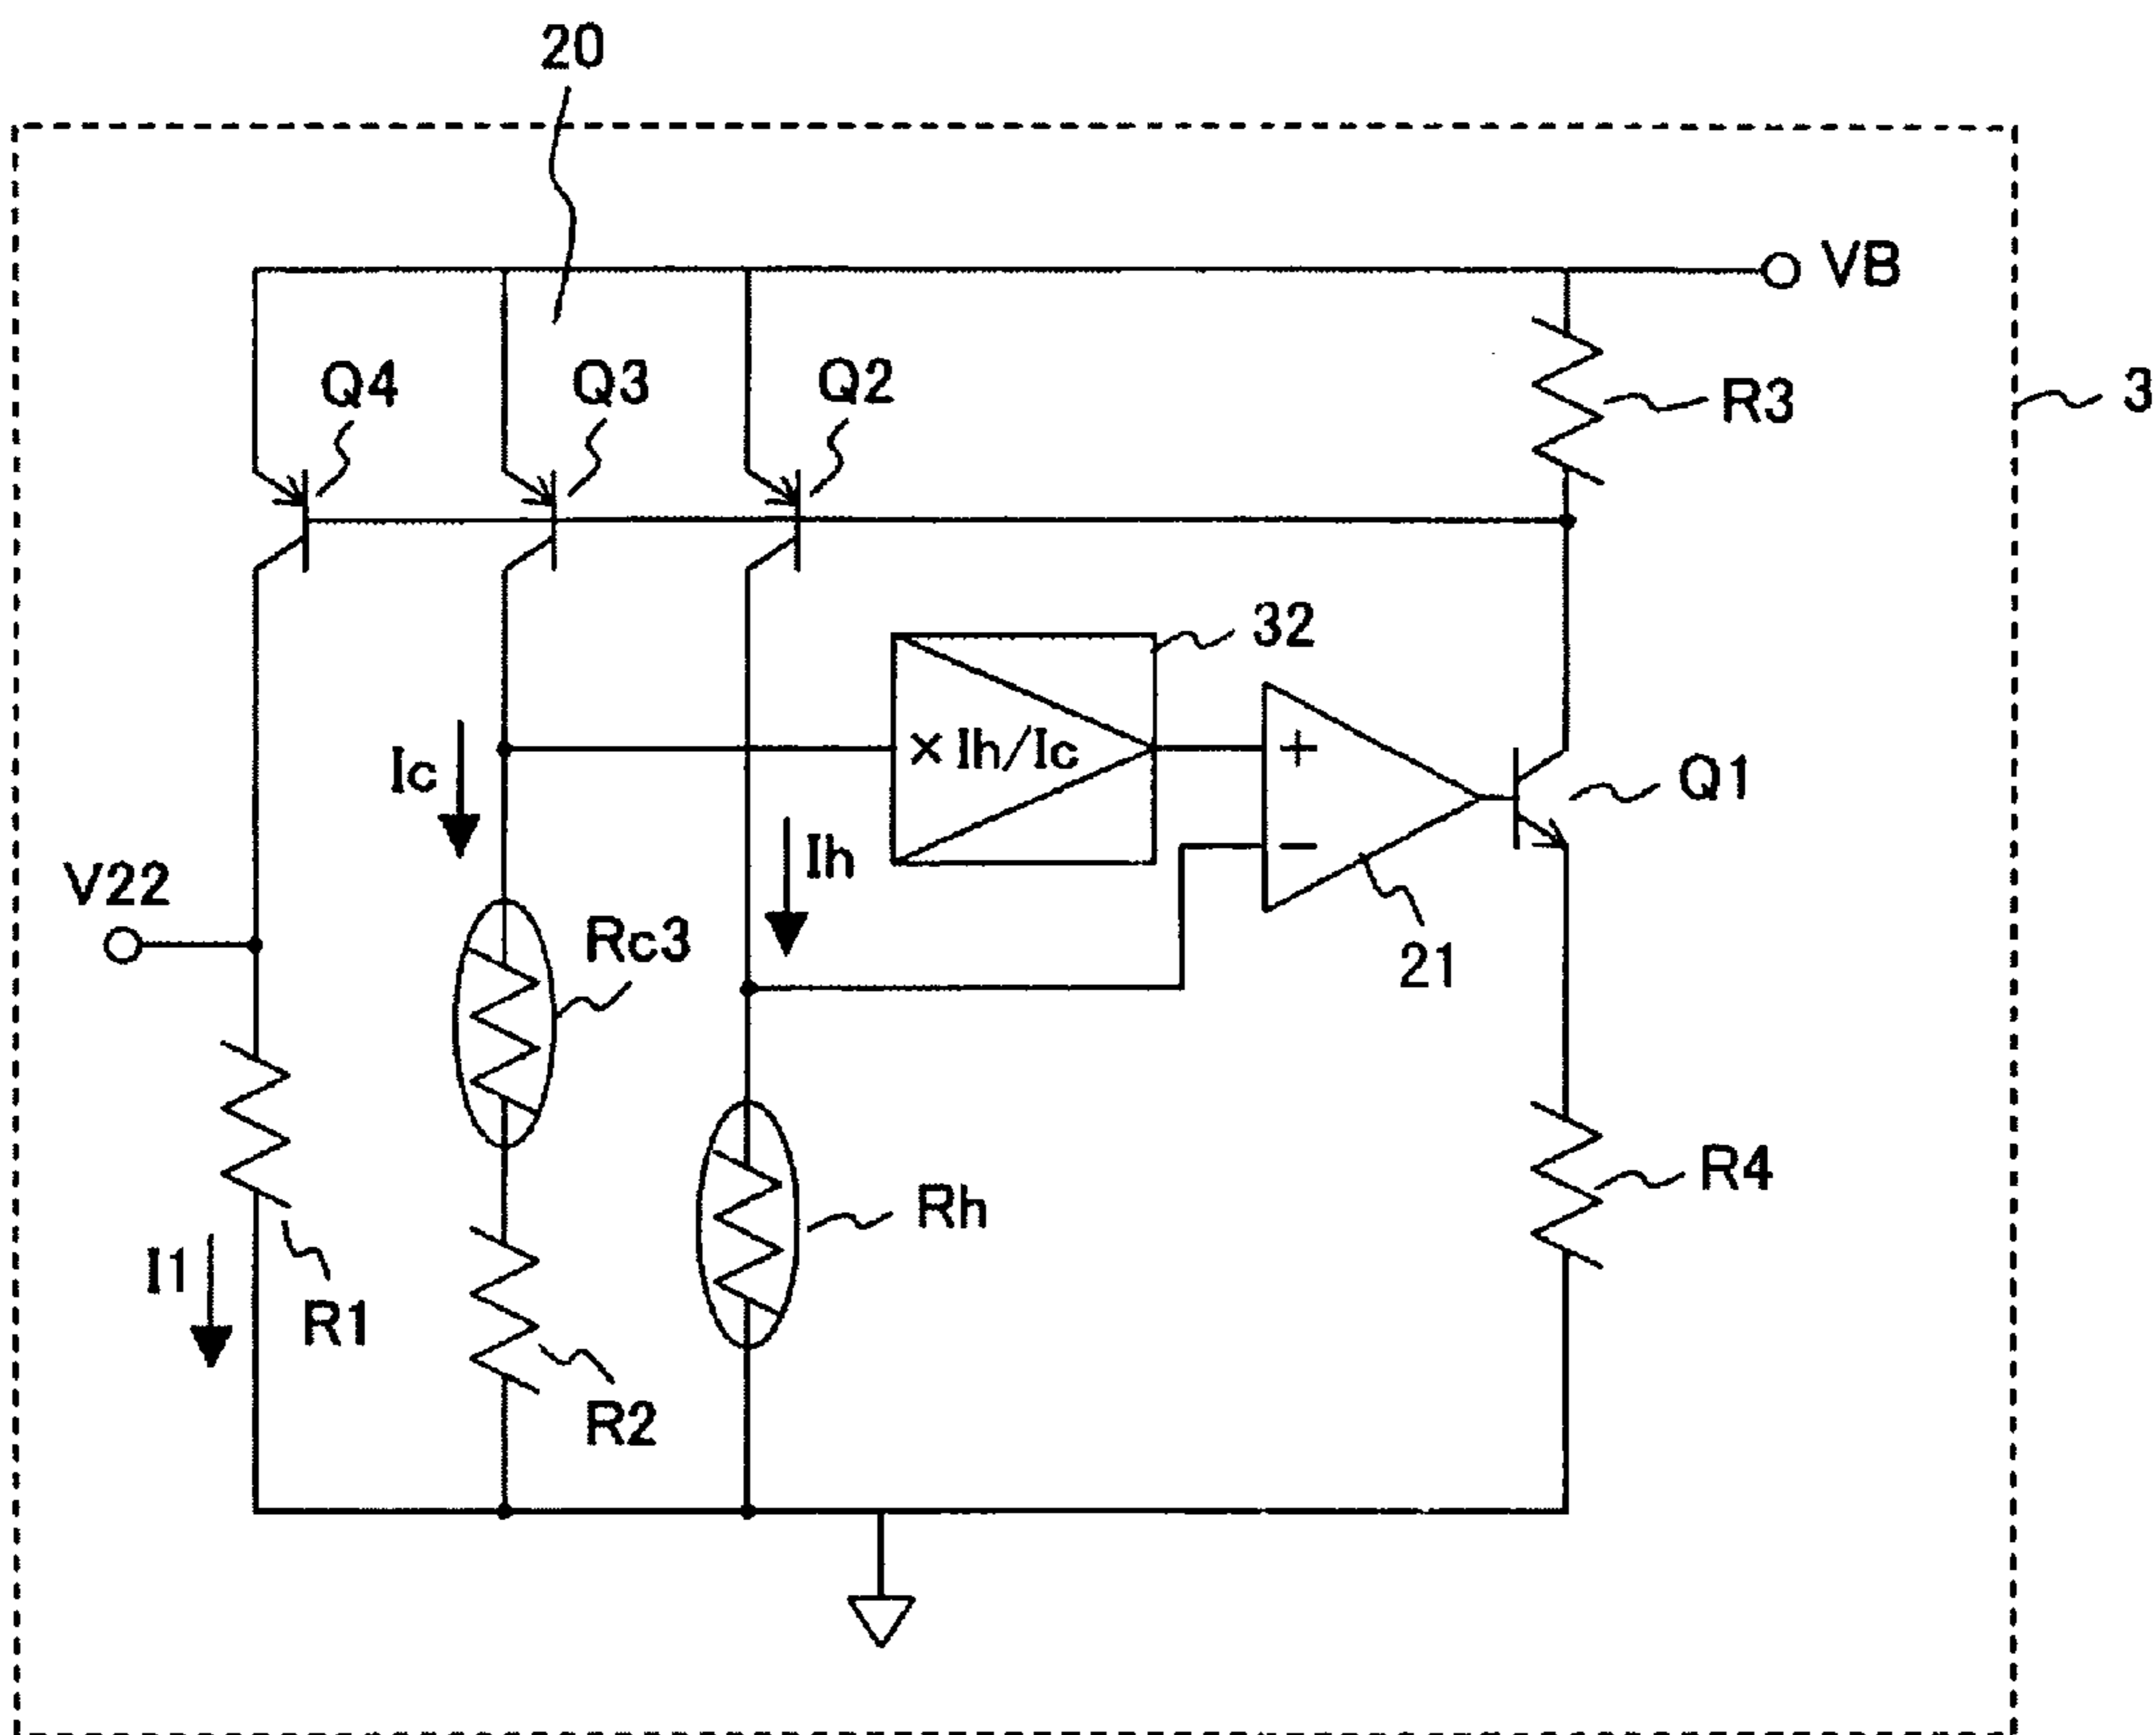 20
VB
Q4
Q3
Q2
R3
3
32
Ic
× Ih/Ic
+
Q1
V22
Ih
−
Rc3
21
Rh
R4
I1
R1
R2